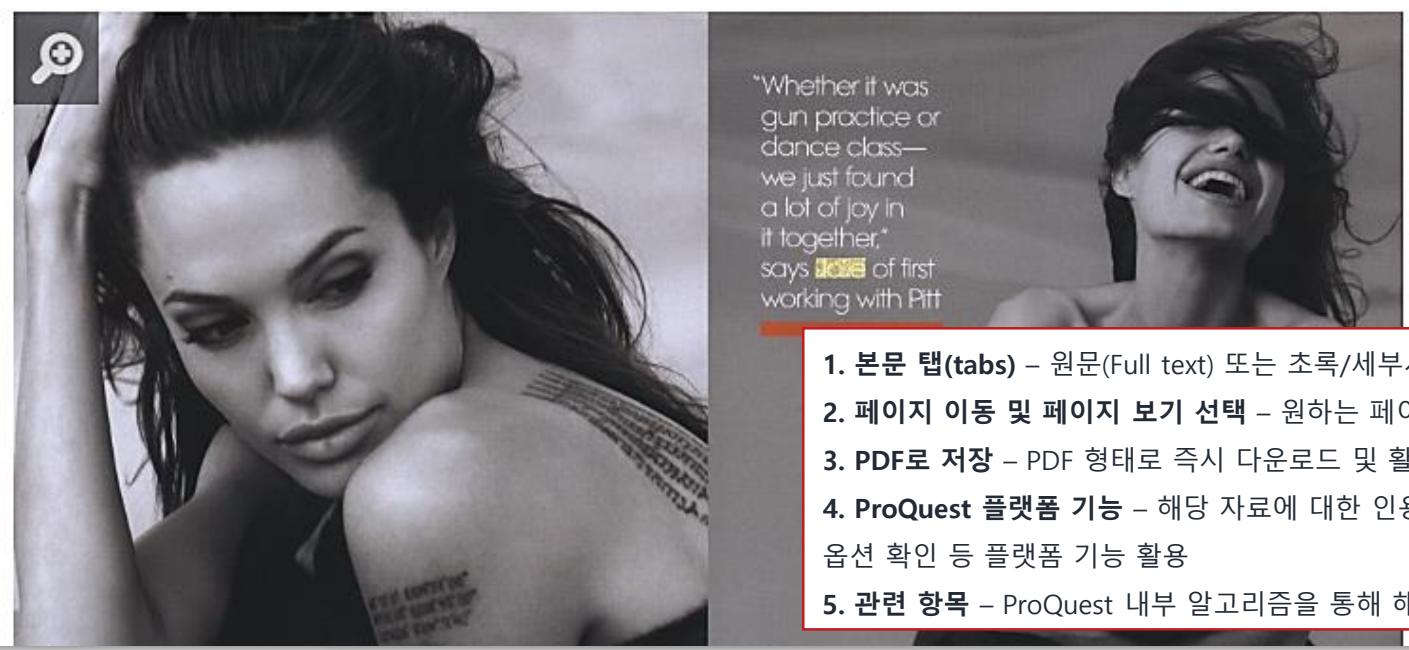 “Whether it was
gun practice or
dance class—
we just found
a lot of joy in
it together,”
says of first
working with Pitt
1. 본문 탭(tabs) – 원문(Full text) 또는 초록/세부
2. 페이지 이동 및 페이지 보기 선택 – 원하는 페
3. PDF로 저장 – PDF 형태로 즉시 다운로드 및 활
4. ProQuest 플랫폼 기능 – 해당 자료에 대한 인용
옵션 확인 등 플랫폼 기능 활용
5. 관련 항목 – ProQuest 내부 알고리즘을 통해 해